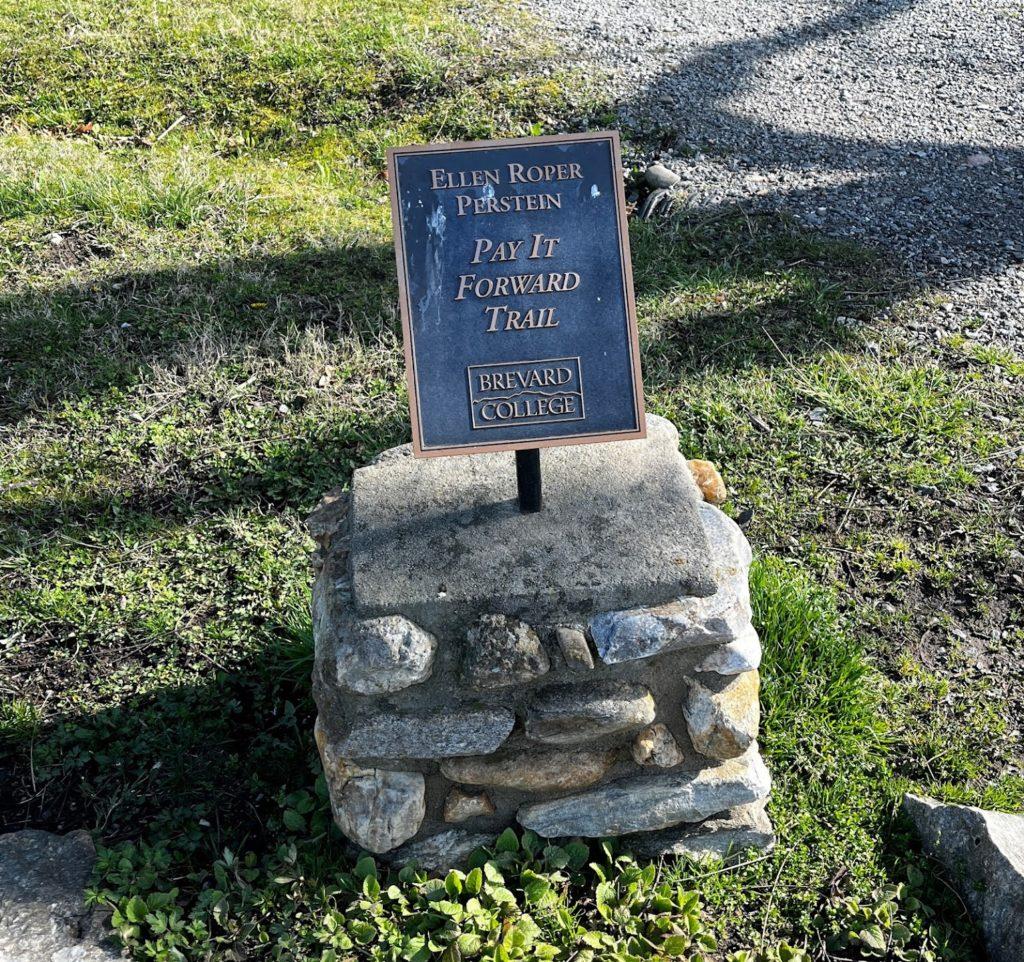 Ellen Roper
Perstein
Pay It
Forward
Trail
BREVARD
COLLEGE